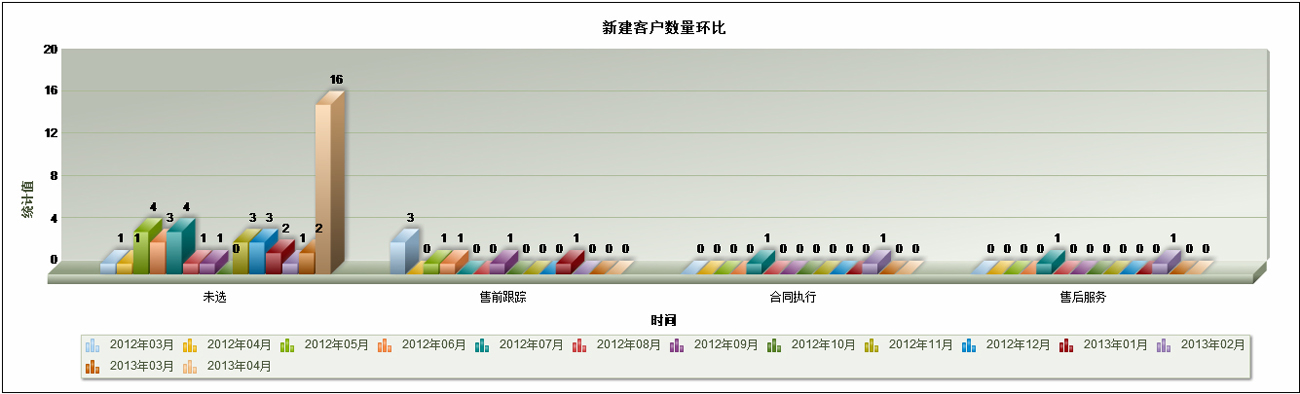 新建客户数量环比
20
16
12
8
4
0
统计值
1 1 4 3 4 1 1 0 3 3 2 1 2 16
3 0 1 1 0 0 1 0 0 0 1 0 0 0
0 0 0 0 1 0 0 0 0 0 0 1 0 0
0 0 0 0 1 0 0 0 0 0 0 1 0 0
未选 售前跟踪 合同执行 售后服务
时间
2012年03月 2012年04月 2012年05月 2012年06月 2012年07月 2012年08月 2012年09月 2012年10月 2012年11月 2012年12月 2013年01月 2013年02月
2013年03月 2013年04月